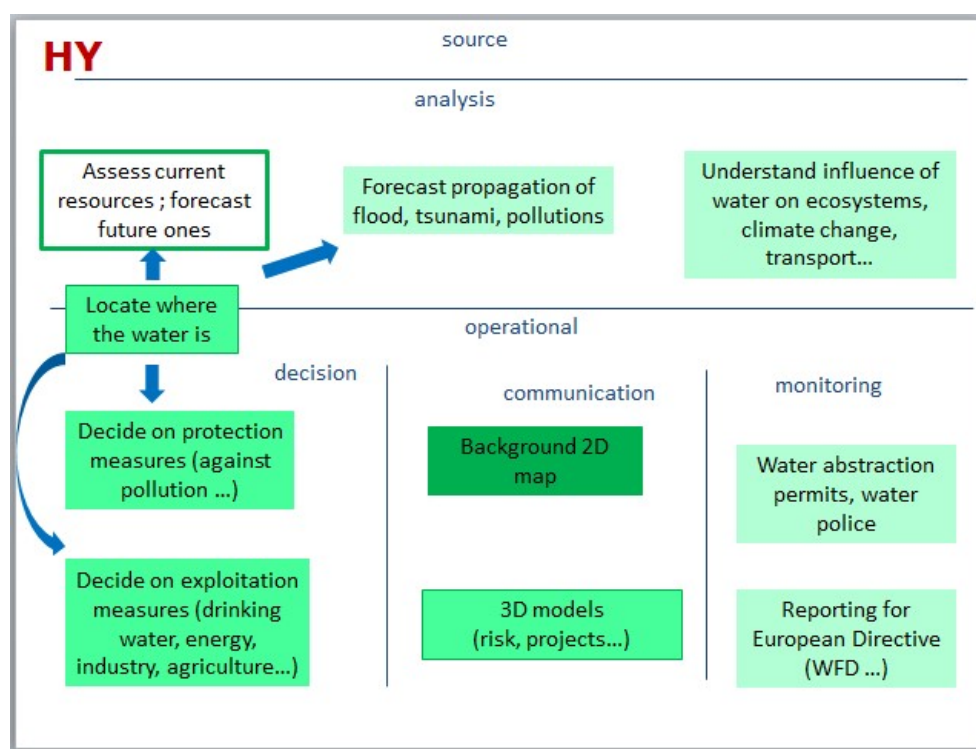 HY
source
analysis
Assess current
resources ; forecast
future ones
Forecast propagation of
flood, tsunami, pollutions
Understand influence of
water on ecosystems,
climate change,
transport...
Locate where
the water is
operational
decision
communication
monitoring
Decide on protection
measures (against
pollution ...)
Background 2D
map
Water abstraction
permits, water
police
Decide on exploitation
measures (drinking
water, energy,
industry, agriculture...)
3D models
(risk, projects...)
Reporting for
European Directive
(WFD ...)